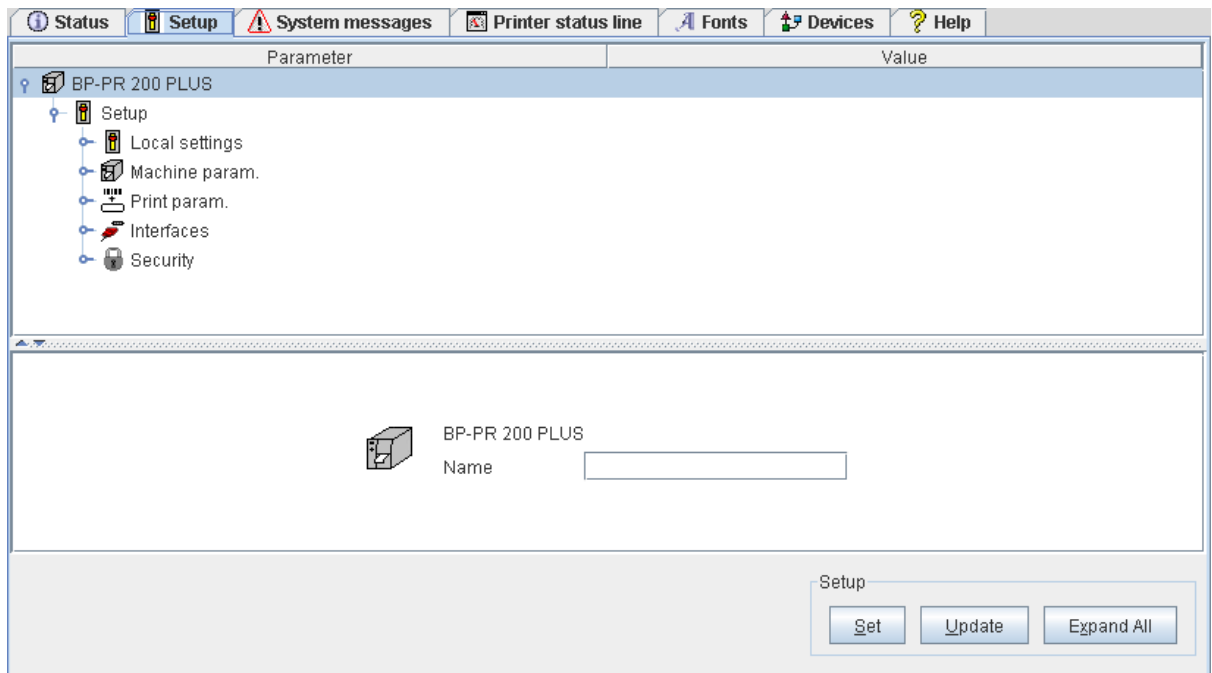 Status Setup System messages Printer status line Fonts Devices Help
Parameter Value
BP-PR 200 PLUS
Setup
Local settings
Machine param.
Print param.
Interfaces
Security
BP-PR 200 PLUS
Name
Setup
Set Update Expand All